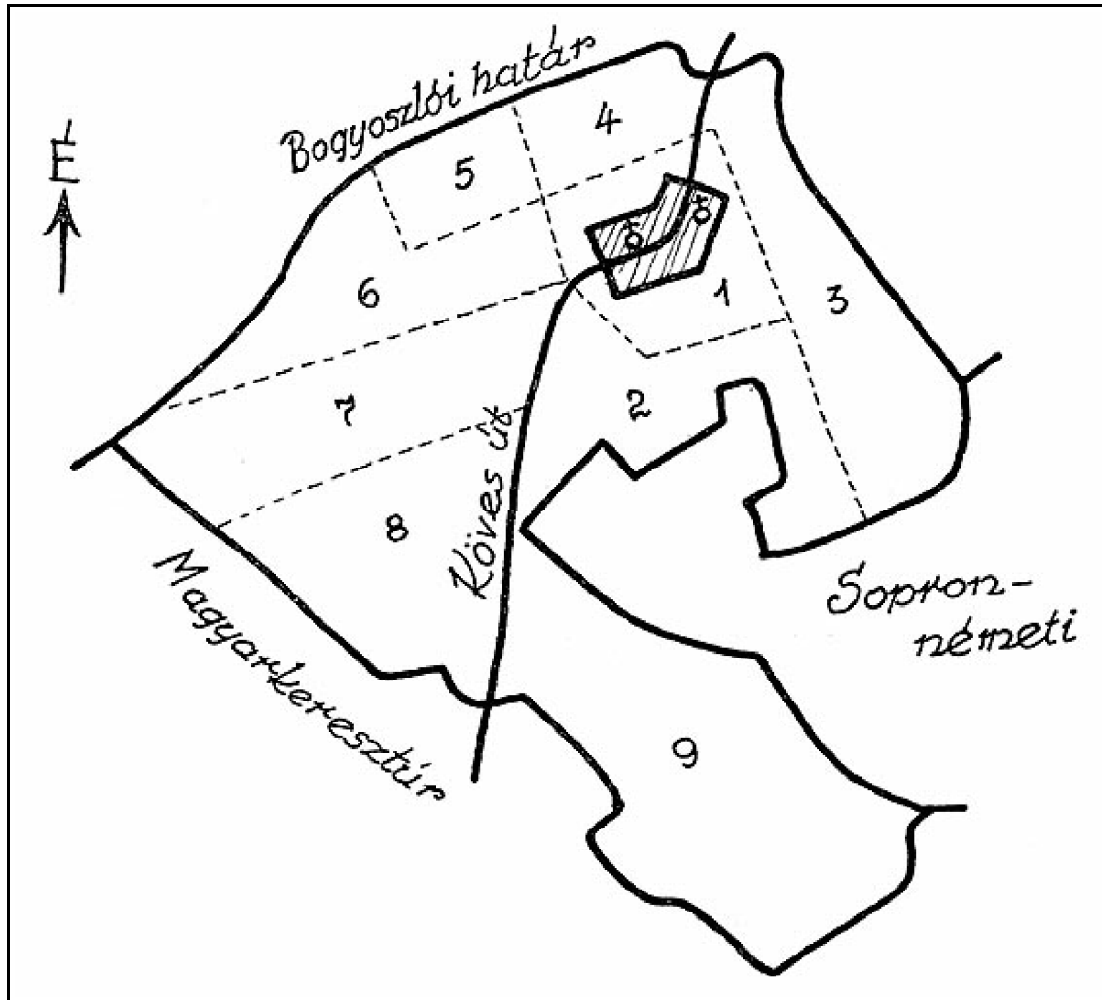 Bogyoszlói határ
É
4
5
6
1
3
7
2
8
Köves út
Magyarkeresztúr
Sopron-
németi
9